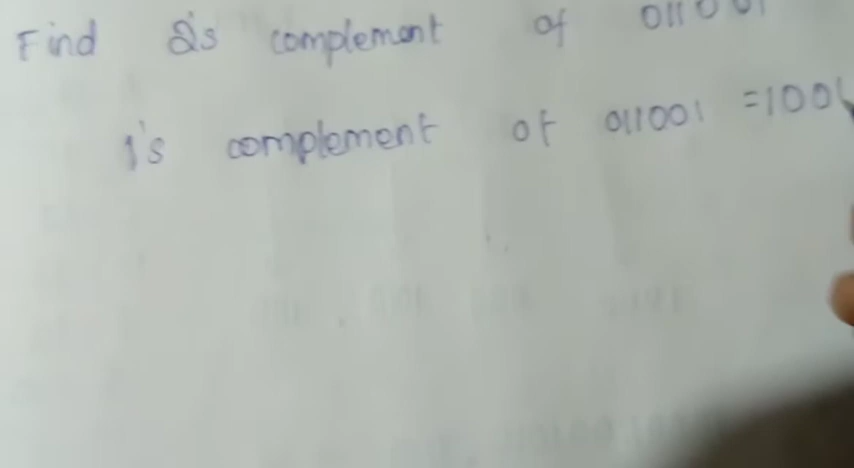 Find 2's complement of 011001
1's complement of 011001 =1001